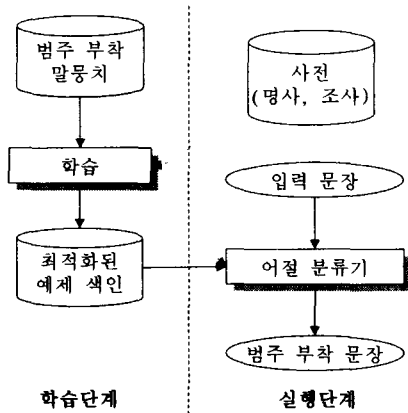 범주 부착
말뭉치
학습
최적화된
예제 색인
학습단계
사전
(명사, 조사)
입력 문장
어절 분류기
범주 부착 문장
실행단계